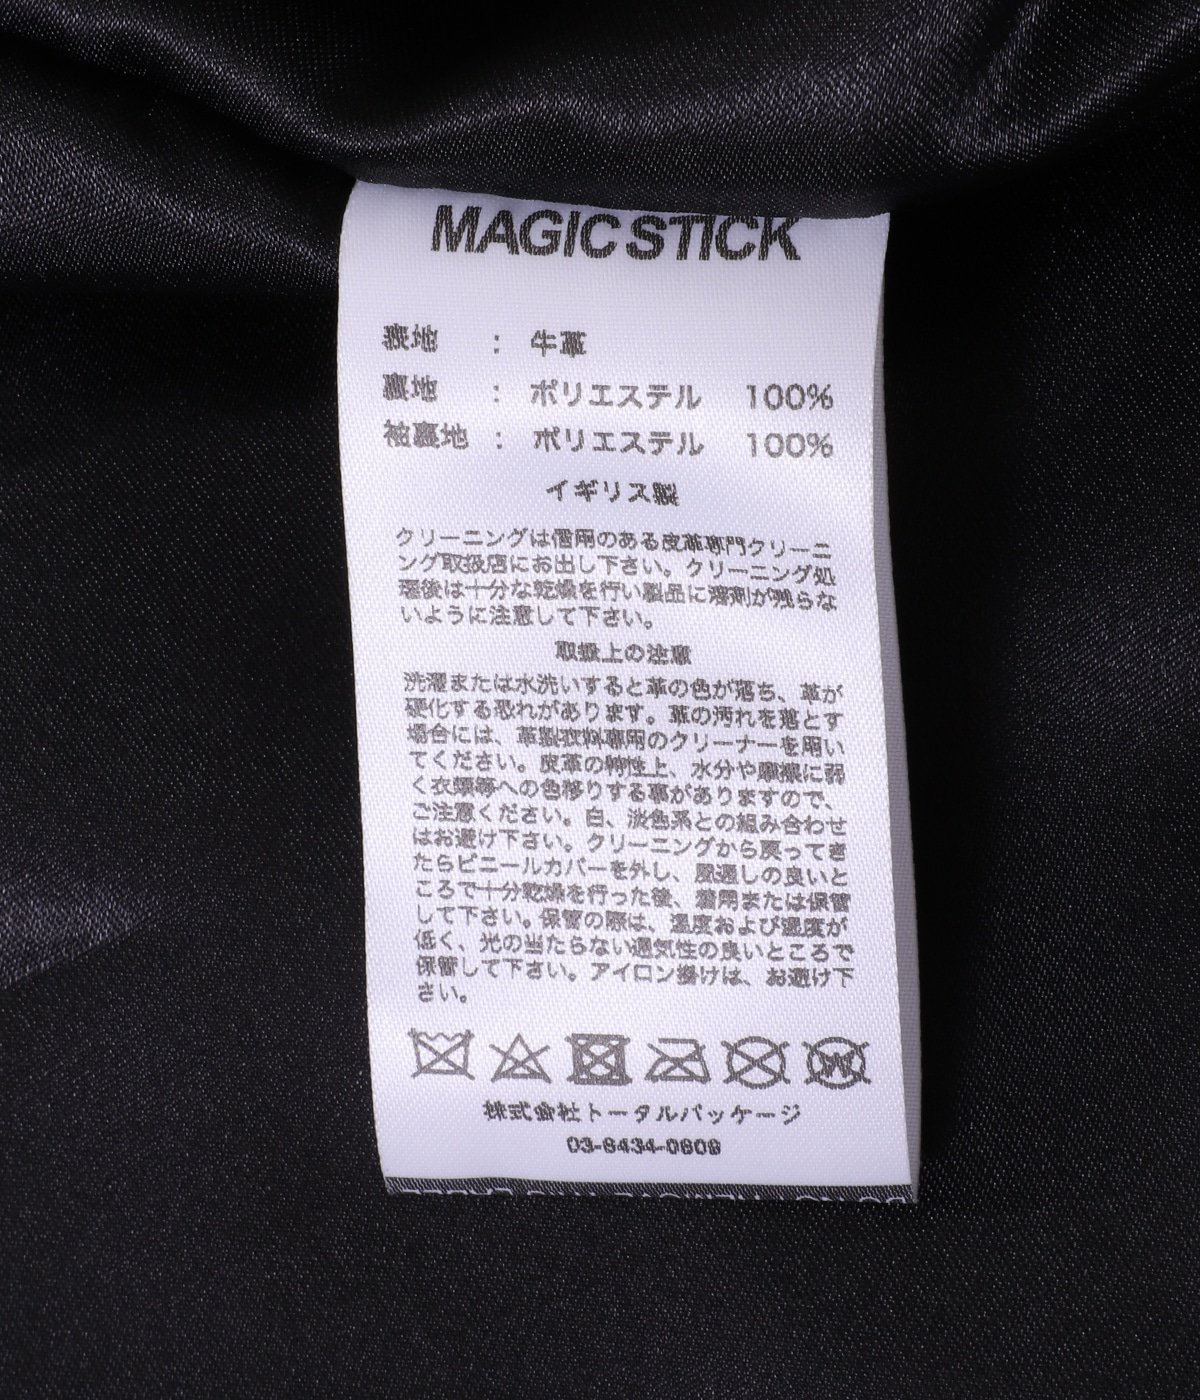 MAGIC STICK
表地 : 牛革
裏地 : ポリエステル 100%
袖裏地 : ポリエステル 100%
イギリス製
クリーニングは信用のある皮革専門クリーニ
ング取扱店にお出し下さい。クリーニング処
理後は十分な乾燥を行い製品に溶剤が残らな
いように注意して下さい。
取扱上の注意
洗濯または水洗いすると革の色が落ち、革が
硬化する恐れがあります。革の汚れを落とす
場合には、革製衣料専用のクリーナーを用い
てください。皮革の特性上、水分や摩擦に弱
く衣類等への色移りする事がありますので、
ご注意ください。白、淡色系との組み合わせ
はお避け下さい。クリーニングから戻ってき
たらビニールカバーを外し、風通しの良いと
ころで十分乾燥を行った後、着用または保管
して下さい。保管の際は、温度および湿度が
低く、光の当たらない通気性の良いところで
保管して下さい。アイロン掛けは、お避け下
さい。
W
株式会社トータルパッケージ